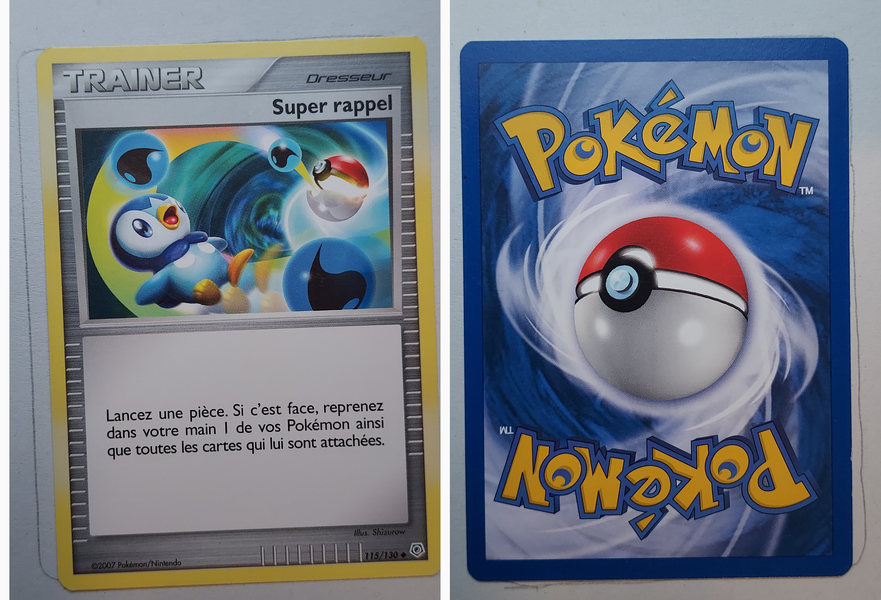 TRAINER
Dresseur
Super rappel
Lancez une pièce. Si c'est face, reprenez
dans votre main 1 de vos Pokémon ainsi
que toutes les cartes qui lui sont attachées.
Illus. Shizurow
115/130
©2007 Pokémon/Nintendo
POKéMON
TM
TM
POKéMON